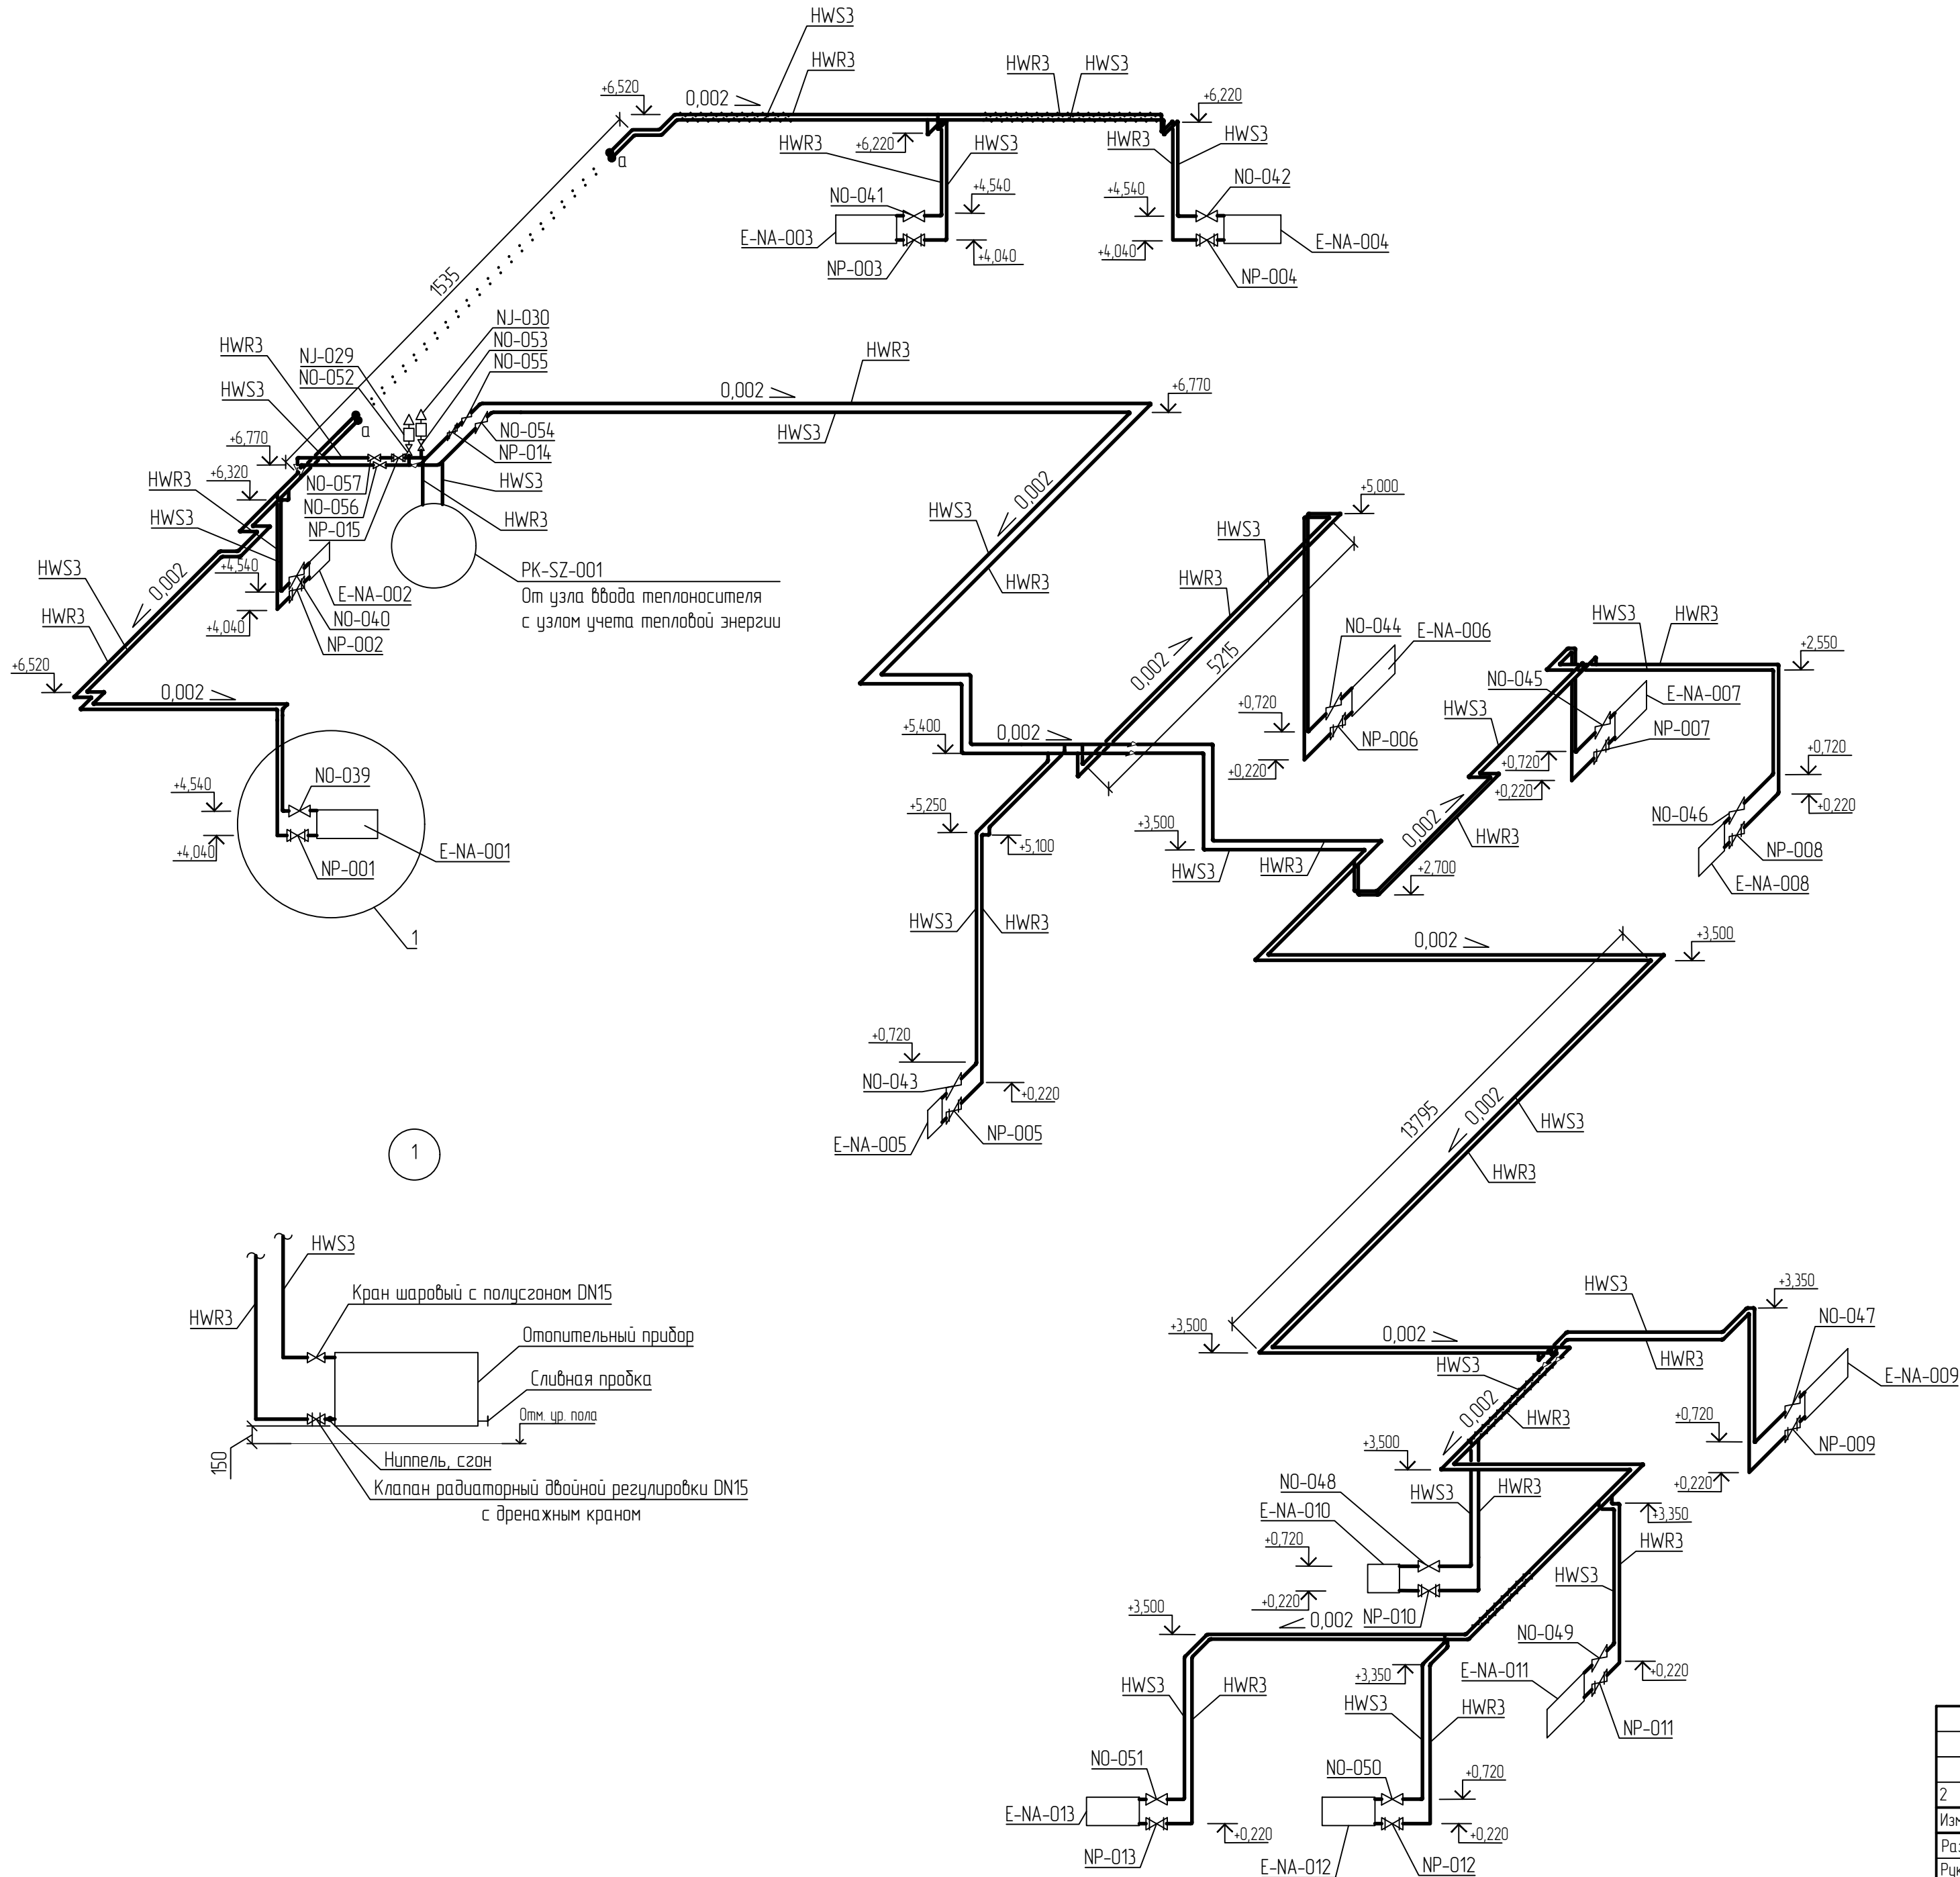 HWS3
HWR3
HWR3
HWS3
+6,520
0,002
+6,220
HWR3
+6,220
HWS3
HWR3
HWS3
а
NO-041
+4,540
+4,540
NO-042
E-NA-003
+4,040
+4,040
E-NA-004
NP-003
NP-004
1535
NJ-030
NO-053
NO-055
HWR3
NJ-029
NO-052
HWS3
HWR3
0,002
+6,770
HWS3
а
NO-054
NP-014
+6,770
+6,320
HWR3
HWS3
NO-057
NO-056
NP-015
HWS3
HWR3
PK-SZ-001
От узла ввода теплоносителя
с узлом учета тепловой энергии
+4,540
E-NA-002
NO-040
NP-002
+4,040
HWS3
HWR3
0,002
+6,520
0,002
NO-039
+4,540
+4,040
NP-001
E-NA-001
1
0,002
HWS3
HWR3
+5,000
HWS3
HWR3
0,002
5215
NO-044
E-NA-006
+0,720
NP-006
+0,220
HWS3
HWR3
+2,550
NO-045
E-NA-007
HWS3
NP-007
+0,720
+0,220
+0,720
+0,220
NO-046
NP-008
E-NA-008
+5,400
0,002
+5,250
+5,100
+3,500
HWS3
HWR3
0,002
HWR3
+2,700
HWS3
HWR3
0,002
+3,500
+0,720
NO-043
+0,220
E-NA-005
NP-005
13795
0,002
HWS3
HWR3
1
HWS3
HWR3
Кран шаровый с полусгоном DN15
Отопительный прибор
Сливная пробка
Отм. ур. пола
150
Ниппель, сгон
Клапан радиаторный двойной регулировки DN15
с дренажным краном
+3,500
0,002
HWS3
+3,350
NO-047
HWS3
HWR3
E-NA-009
0,002
HWR3
+0,720
NP-009
+3,500
+0,220
NO-048
HWS3
HWR3
E-NA-010
+3,350
+0,720
HWR3
HWS3
+0,220
NP-010
+3,500
0,002
NO-049
+3,350
E-NA-011
+0,220
HWS3
HWR3
HWS3
HWR3
NP-011
NO-051
NO-050
+0,720
E-NA-013
+0,220
+0,220
NP-013
E-NA-012
NP-012
2